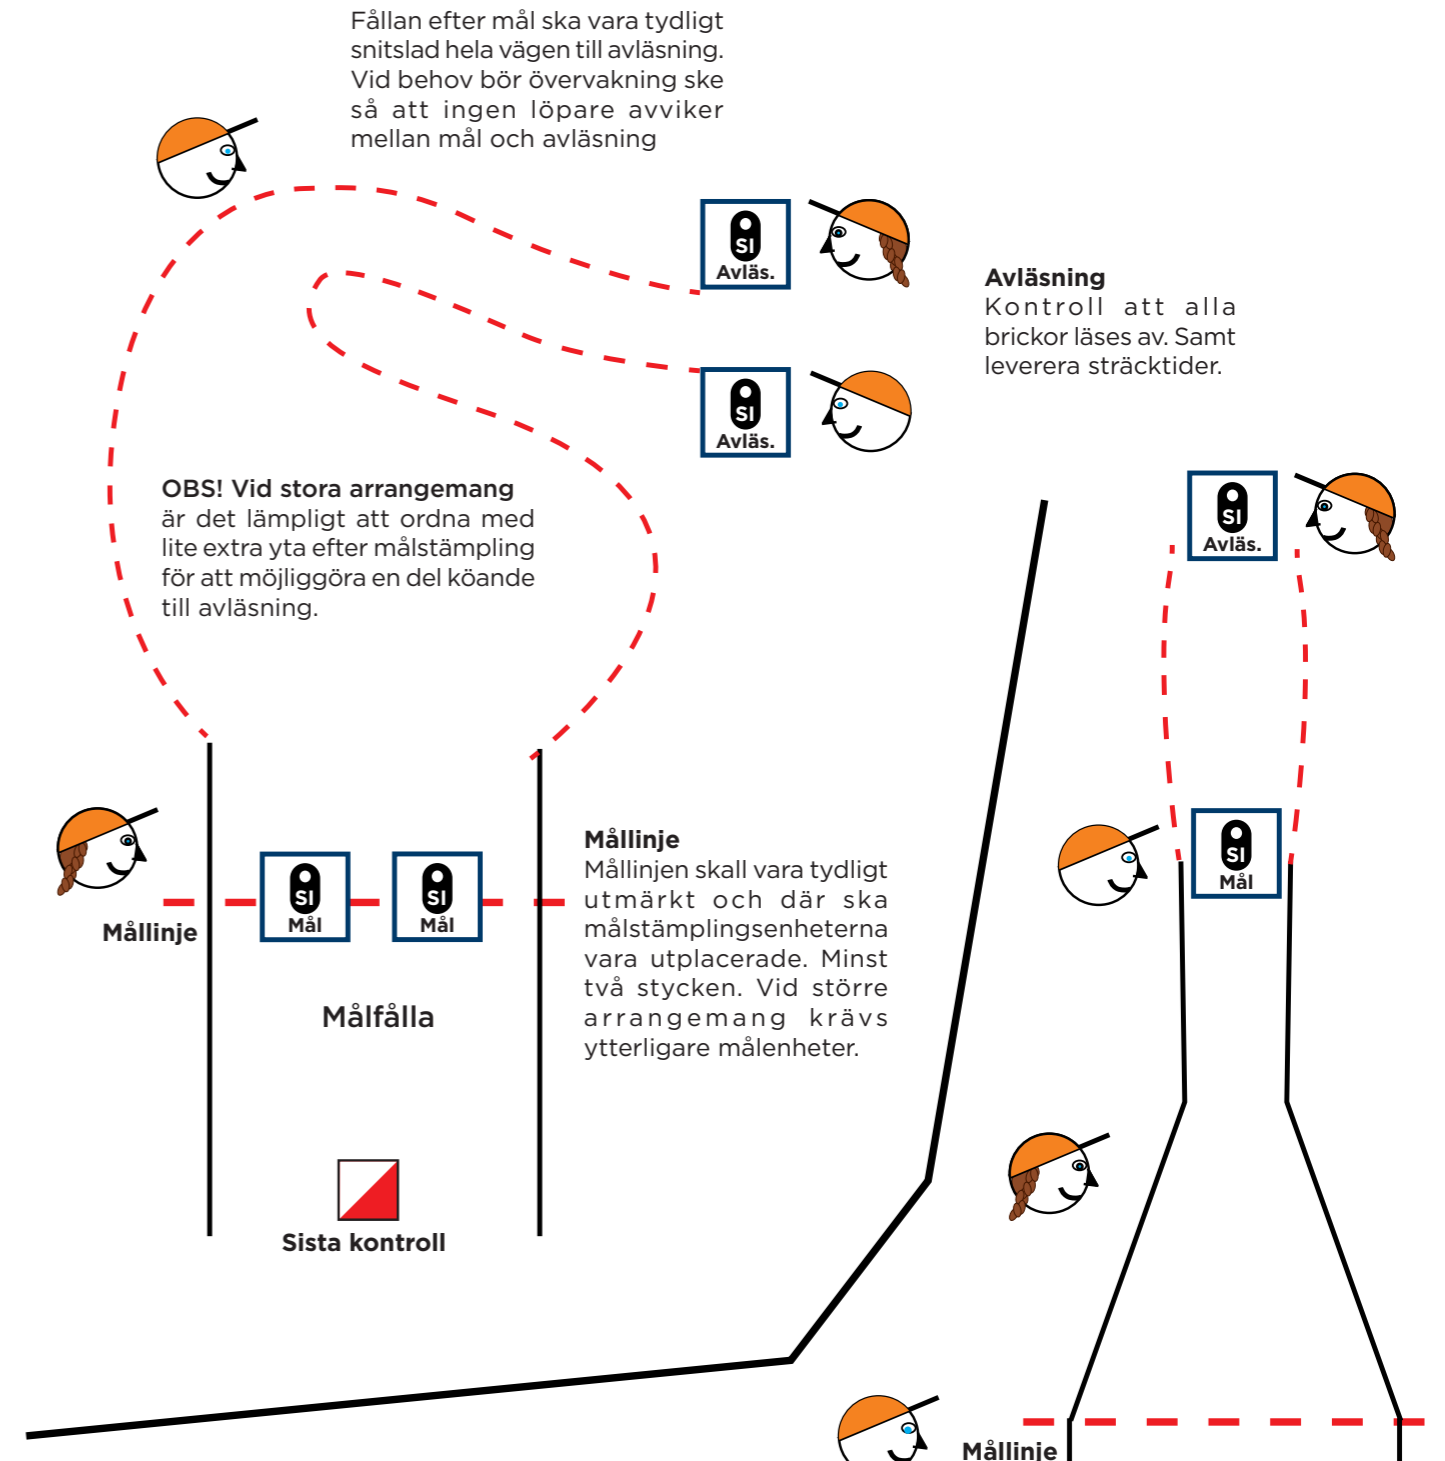 Fållan efter mål ska vara tydligt
snitslad hela vägen till avläsning.
Vid behov bör övervakning ske
så att ingen löpare avviker
mellan mål och avläsning
SI
Avläs.
Avläsning
Kontroll att alla
brickor läses av. Samt
leverera sträcktider.
SI
Avläs.
OBS! Vid stora arrangemang
är det lämpligt att ordna med
lite extra yta efter målstämpling
för att möjliggöra en del köande
till avläsning.
SI
Avläs.
Mållinje
SI
Mål
SI
Mål
Mållinje
Mållinjen skall vara tydligt
utmärkt och där ska
målstämplingsenheterna
vara utplacerade. Minst
två stycken. Vid större
arrangemang krävs
ytterligare målenheter.
SI
Mål
Målfålla
Sista kontroll
Mållinje